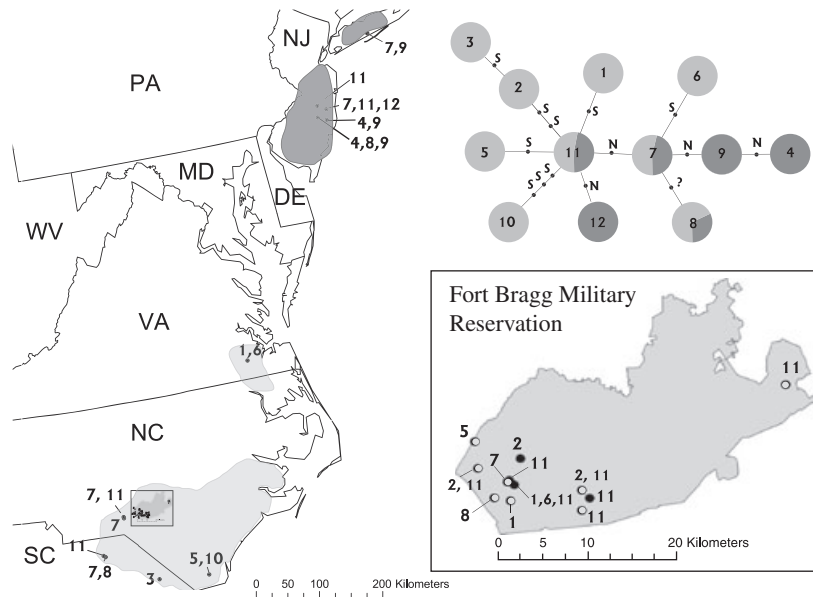 NJ
7,9
PA
11
7,11,12
4,9
4,8,9
MD
DE
WV
VA
1,6
NC
7, 11
7
SC
11
7,8
3
5,10
0 50 100 200 Kilometers
3
1
6
2
S
S
S
S
S
S
5
S
11
N
7
N
9
N
4
S
S
S
N
?
10
12
8
Fort Bragg Military
Reservation
11
5
2
7
11
2, 11
2, 11
1,6,11
11
8
1
11
0 10 20 Kilometers